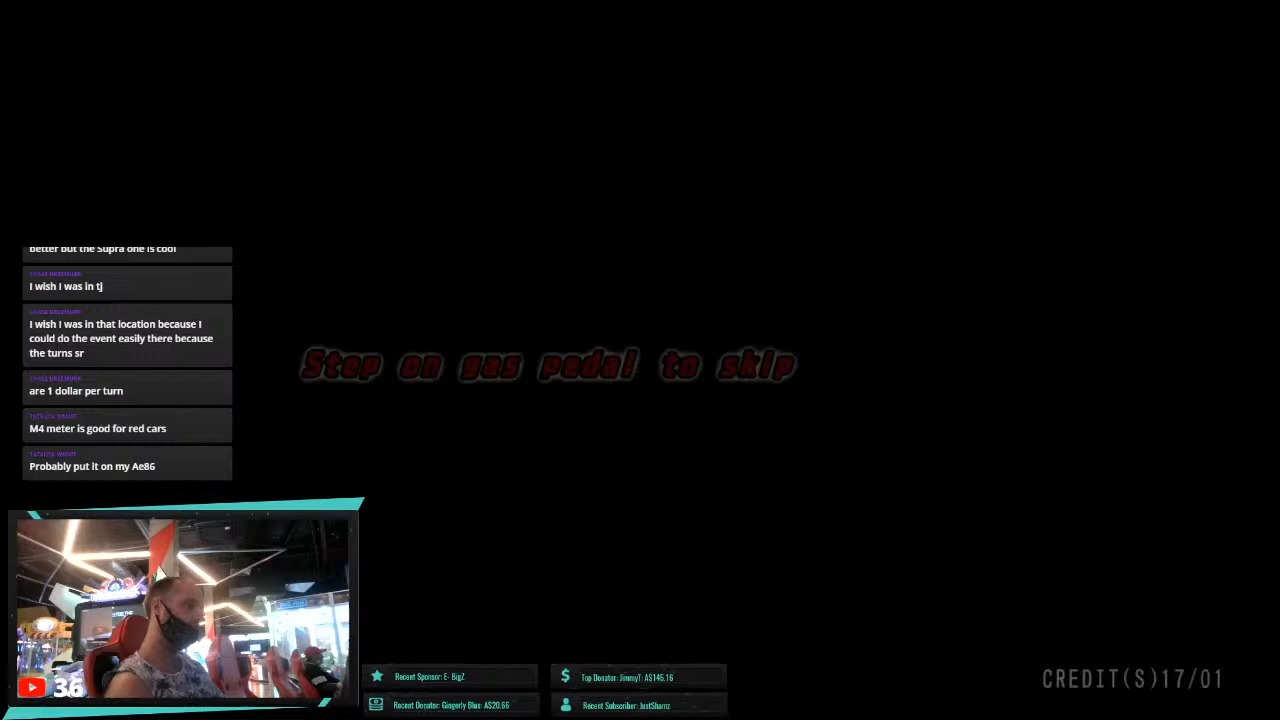 better but the Supra one is cool
I wish I was in tj
I wish I was in that location because I
could do the event easily there because
the turns sr
are 1 dollar per turn
M4 meter is good for red cars
Probably put it on my Ae86
Step on gas pedal to skip
36
Recent Sponsor: E- BigZ
Top Donator: JimmyT: A$145.16
Recent Donator: Gingerly Blue: A$20.66
Recent Subscriber: JustShamz
CREDIT(S)17/01